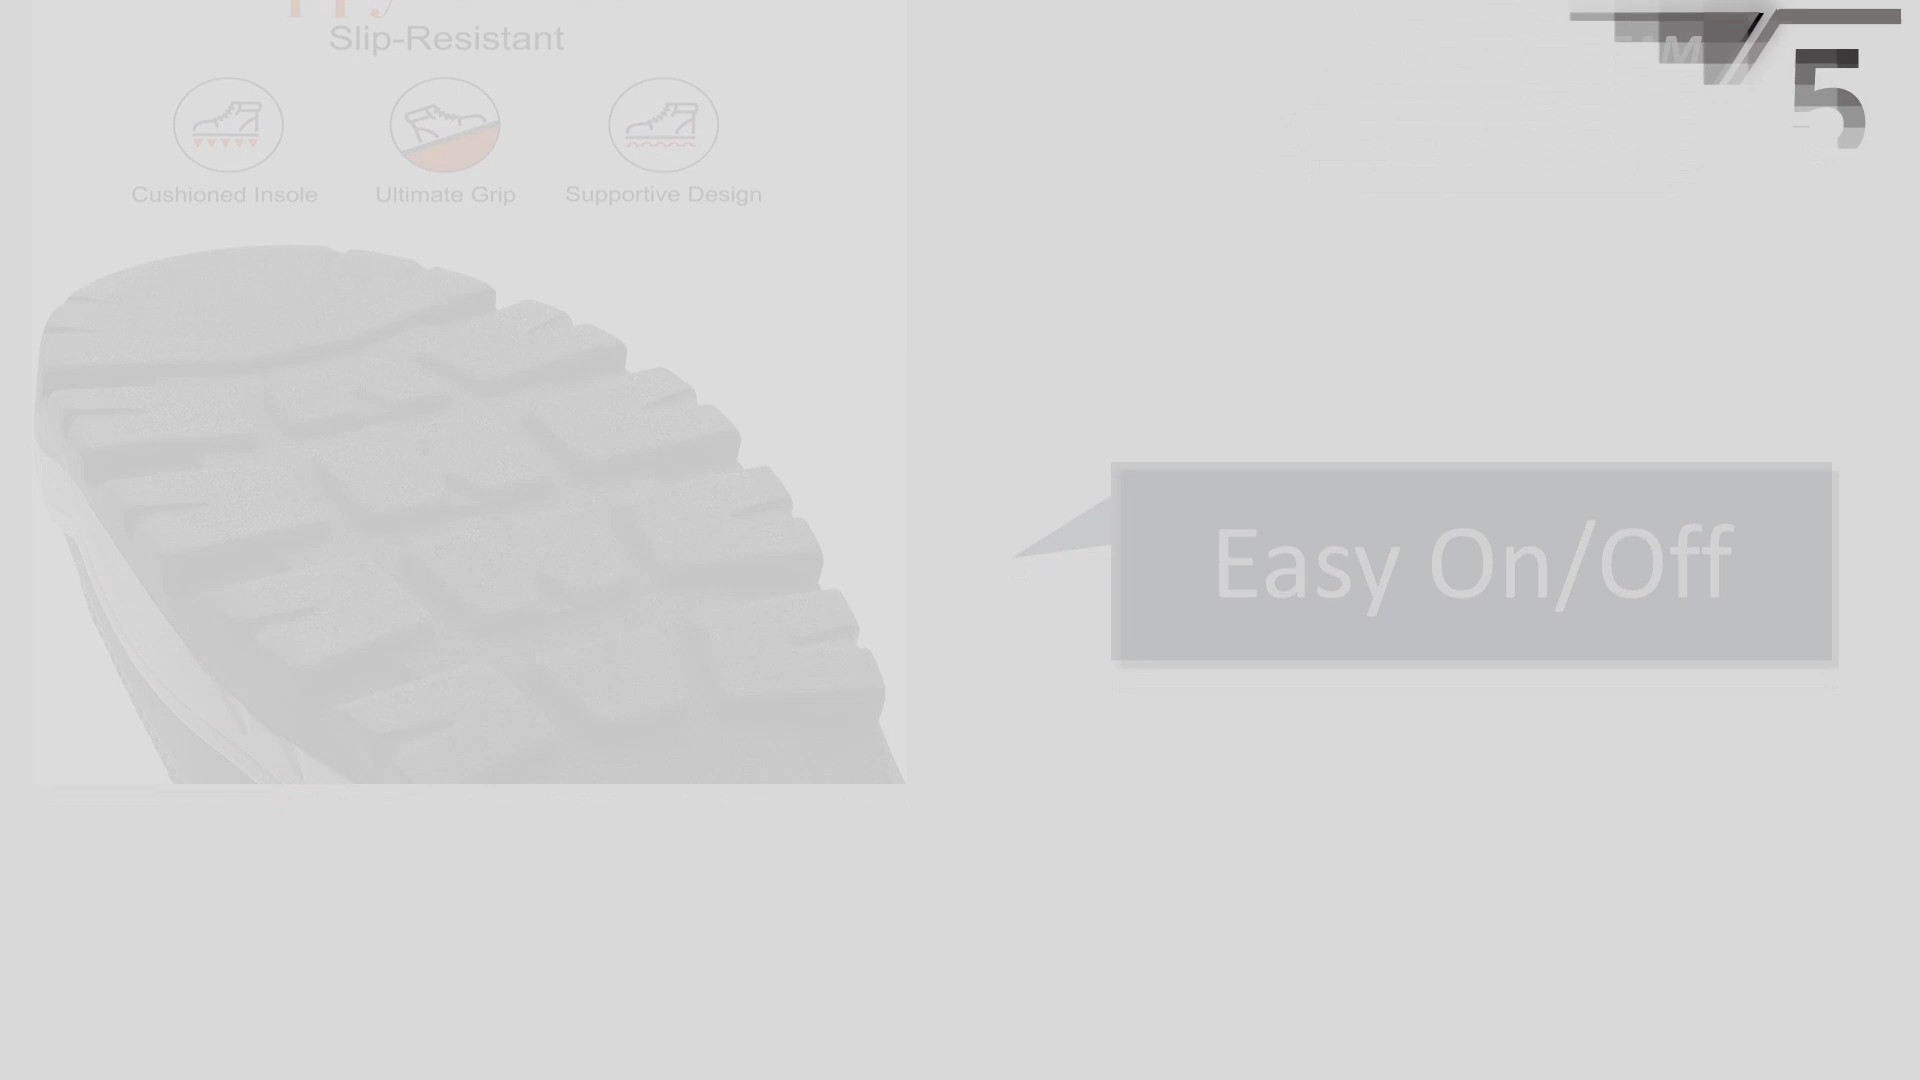 Slip-Resistant
Cushioned Insole Ultimate Grip Supportive Design
5
Easy On/Off